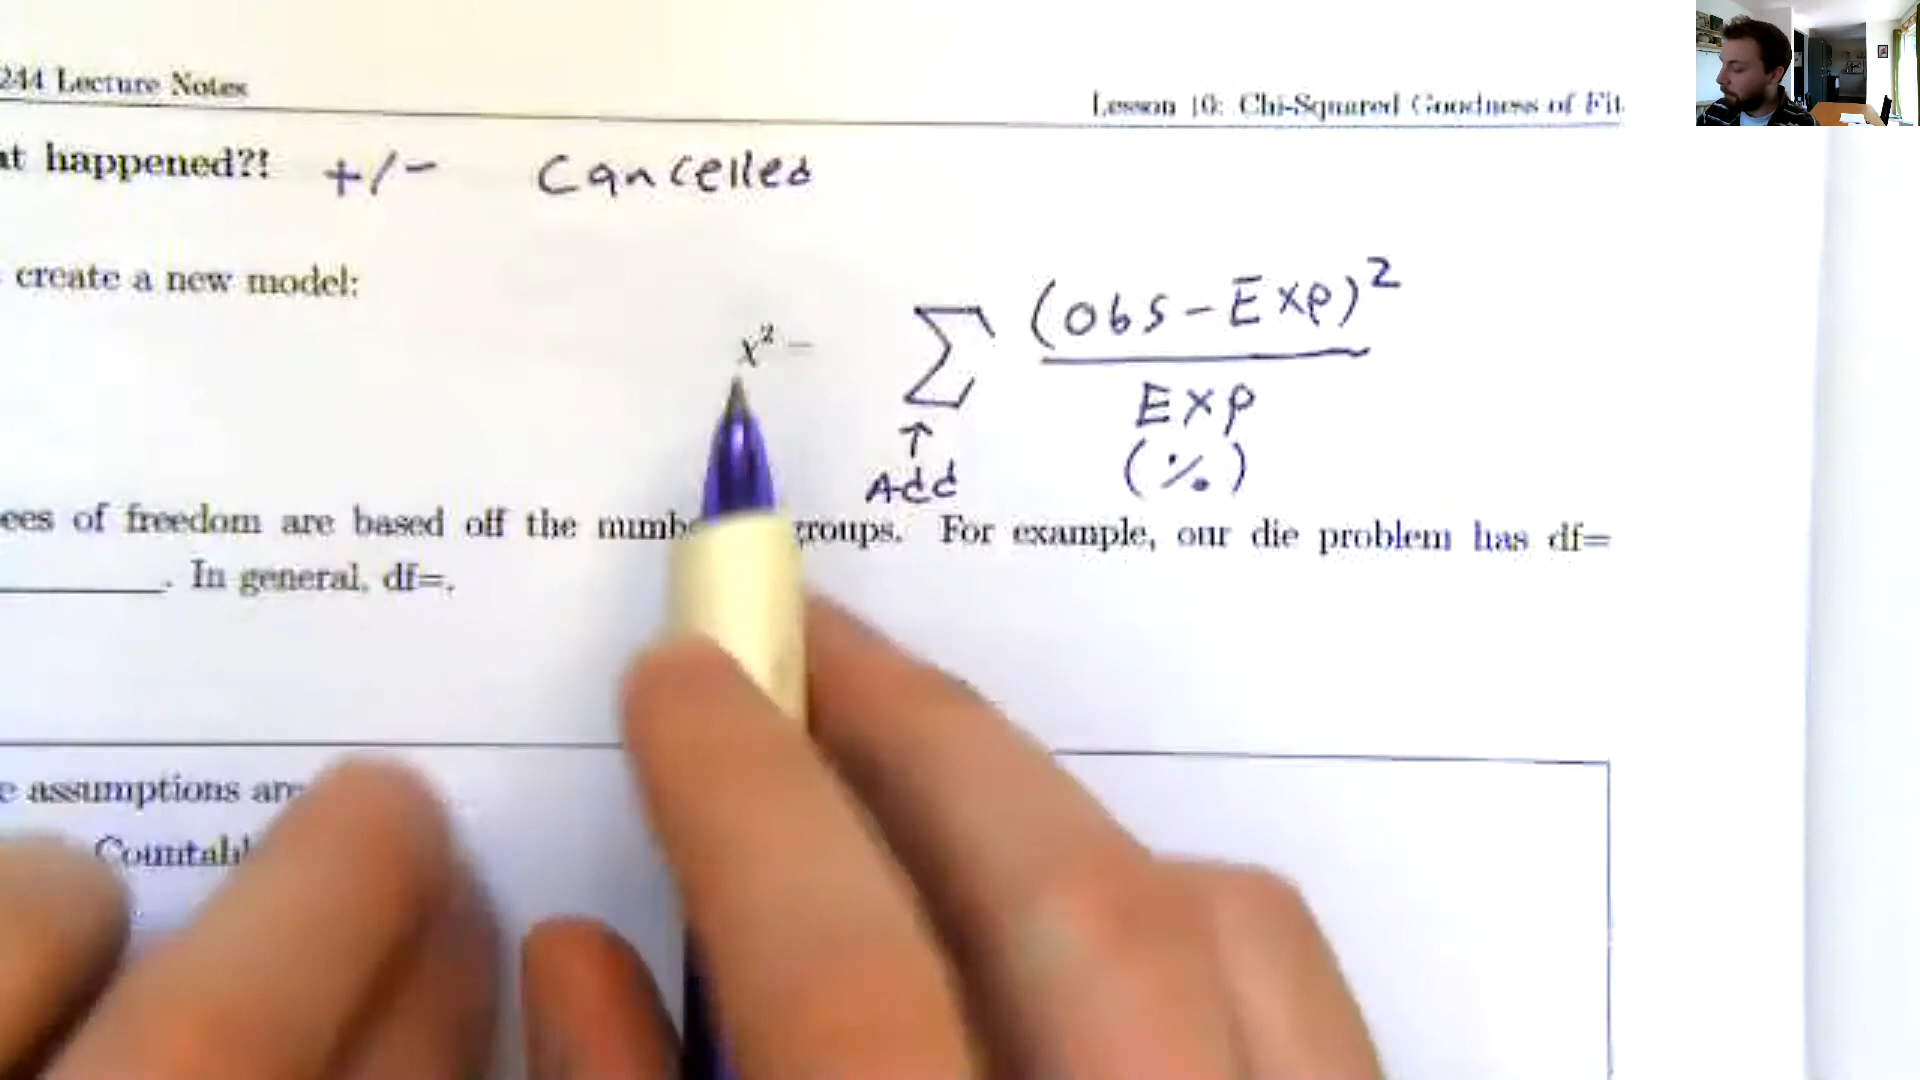 244 Lecture Notes
Lesson 10: Chi-Squared Goodness of Fit
happened?! +/- Cancelled
create a new model:
χ² = Σ (Obs-Exp)²
Exp
↑
Add (%)
of freedom are based off the groups. For example, our die problem has df=
. In general, df=.
assumptions are